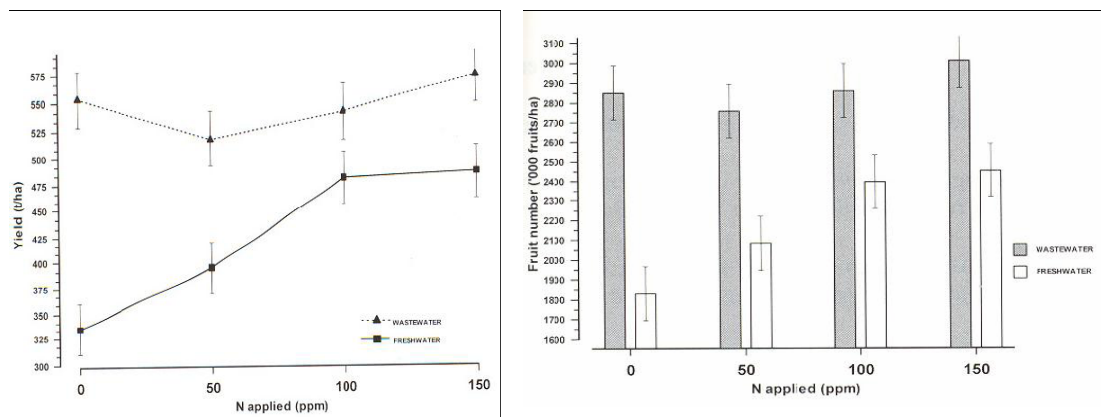 575
550
525
500
475
450
425
400
375
350
325
300
Yield (t/ha)
WASTEWATER
FRESHWATER
0 50 100 150
N applied (ppm)
3100
3000
2900
2800
2700
2600
2500
2400
2300
2200
2100
2000
1900
1800
1700
1600
Fruit number ('000 fruits/ha)
WASTEWATER
FRESHWATER
0 50 100 150
N applied (ppm)